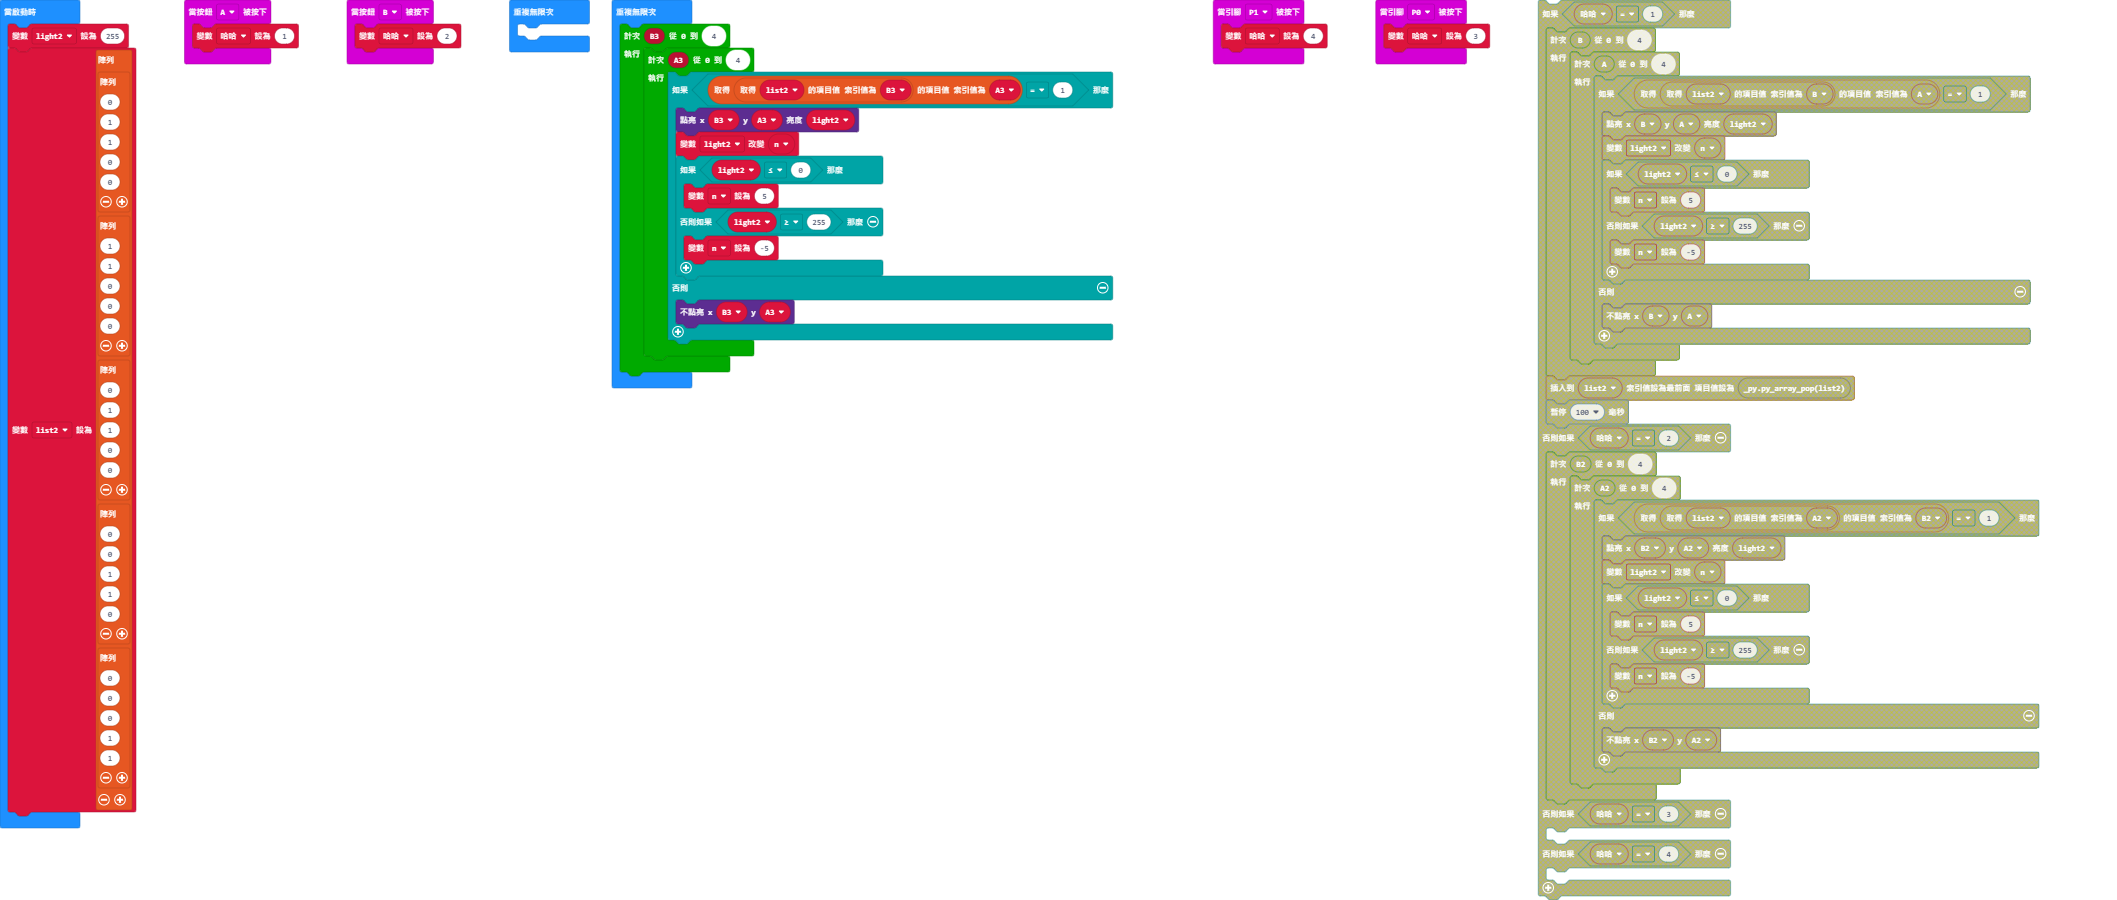 當啟動時
變數 light2 設為 255
變數 list2 設為
陣列
陣列
0
1
1
0
0
陣列
1
1
0
0
0
陣列
0
1
1
0
0
陣列
0
0
1
1
0
陣列
0
0
0
1
1
當按鈕 A 被按下
變數 哈哈 設為 1
當按鈕 B 被按下
變數 哈哈 設為 2
重複無限次
重複無限次
計次 B3 從 0 到 4
執行
計次 A3 從 0 到 4
執行
如果 取得 取得 list2 的項目值 索引值為 B3 的項目值 索引值為 A3 = 1 那麼
點亮 x B3 y A3 亮度 light2
變數 light2 改變 n
如果 light2 ≤ 0 那麼
變數 n 設為 5
否則如果 light2 ≥ 255 那麼
變數 n 設為 -5
否則
不點亮 x B3 y A3
當引腳 P1 被按下
變數 哈哈 設為 4
當引腳 P0 被按下
變數 哈哈 設為 3
如果 哈哈 = 1 那麼
計次 B 從 0 到 4
執行
計次 A 從 0 到 4
執行
如果 取得 取得 list2 的項目值 索引值為 B 的項目值 索引值為 A = 1 那麼
點亮 x B y A 亮度 light2
變數 light2 改變 n
如果 light2 ≤ 0 那麼
變數 n 設為 5
否則如果 light2 ≥ 255 那麼
變數 n 設為 -5
否則
不點亮 x B y A
插入到 list2 索引值設為最前面 項目值設為 _py.py_array_pop(list2)
暫停 100 毫秒
否則如果 哈哈 = 2 那麼
計次 B2 從 0 到 4
執行
計次 A2 從 0 到 4
執行
如果 取得 取得 list2 的項目值 索引值為 A2 的項目值 索引值為 B2 = 1 那麼
點亮 x B2 y A2 亮度 light2
變數 light2 改變 n
如果 light2 ≤ 0 那麼
變數 n 設為 5
否則如果 light2 ≥ 255 那麼
變數 n 設為 -5
否則
不點亮 x B2 y A2
否則如果 哈哈 = 3 那麼
否則如果 哈哈 = 4 那麼